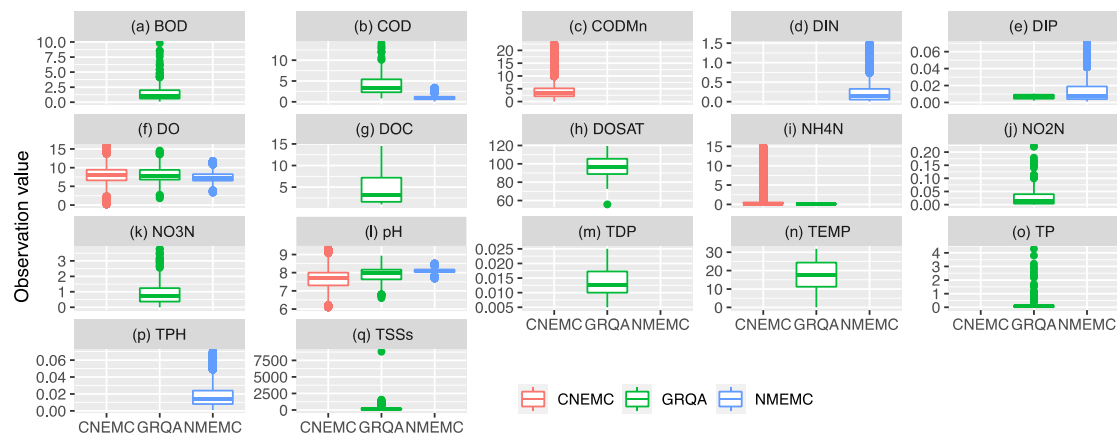 (a) BOD (b) COD (c) CODMn (d) DIN (e) DIP
10.0 7.5 5.0 2.5 0.0
10 5 0
20 15 10 5 0
1.5 1.0 0.5 0.0
0.06 0.04 0.02 0.00
(f) DO (g) DOC (h) DOSAT (i) NH4N (j) NO2N
15 10 5 0
10 5
120 100 80 60
15 10 5 0
0.20 0.15 0.10 0.05 0.00
Observation value
(k) NO3N (l) pH (m) TDP (n) TEMP (o) TP
3 2 1 0
9 8 7 6
0.025 0.020 0.015 0.010 0.005
30 20 10 0
4 3 2 1 0
CNEMC GRQA NMEMC CNEMC GRQA NMEMC CNEMC GRQA NMEMC
(p) TPH (q) TSSs
0.06 0.04 0.02 0.00
7500 5000 2500 0
CNEMC GRQA NMEMC CNEMC GRQA NMEMC
CNEMC GRQA NMEMC